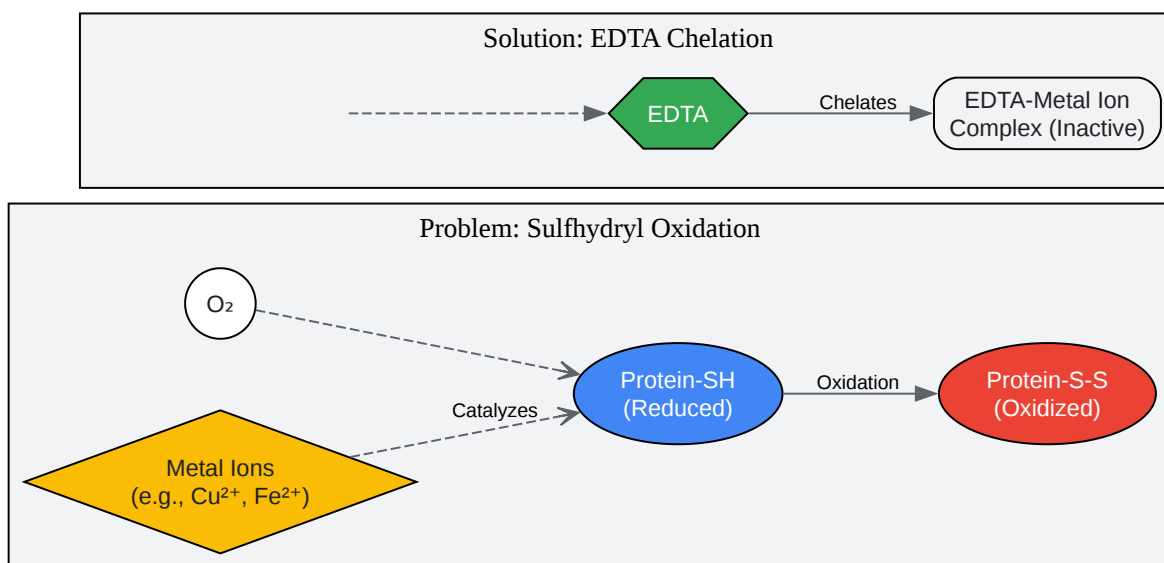 Solution: EDTA Chelation
EDTA
Chelates
EDTA-Metal Ion
Complex (Inactive)
Problem: Sulfhydryl Oxidation
O₂
Protein-SH
(Reduced)
Oxidation
Protein-S-S
(Oxidized)
Catalyzes
Metal Ions
(e.g., Cu²⁺, Fe²⁺)